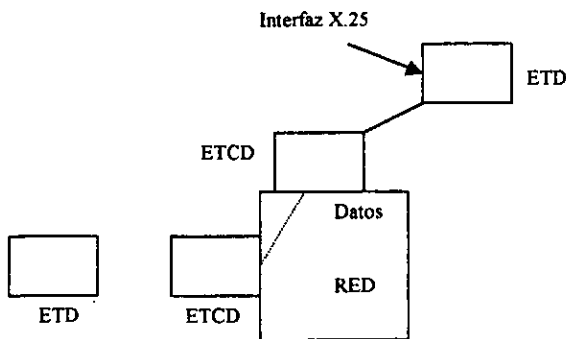 Interfaz X.25
ETD
ETCD
Datos
RED
ETD
ETCD